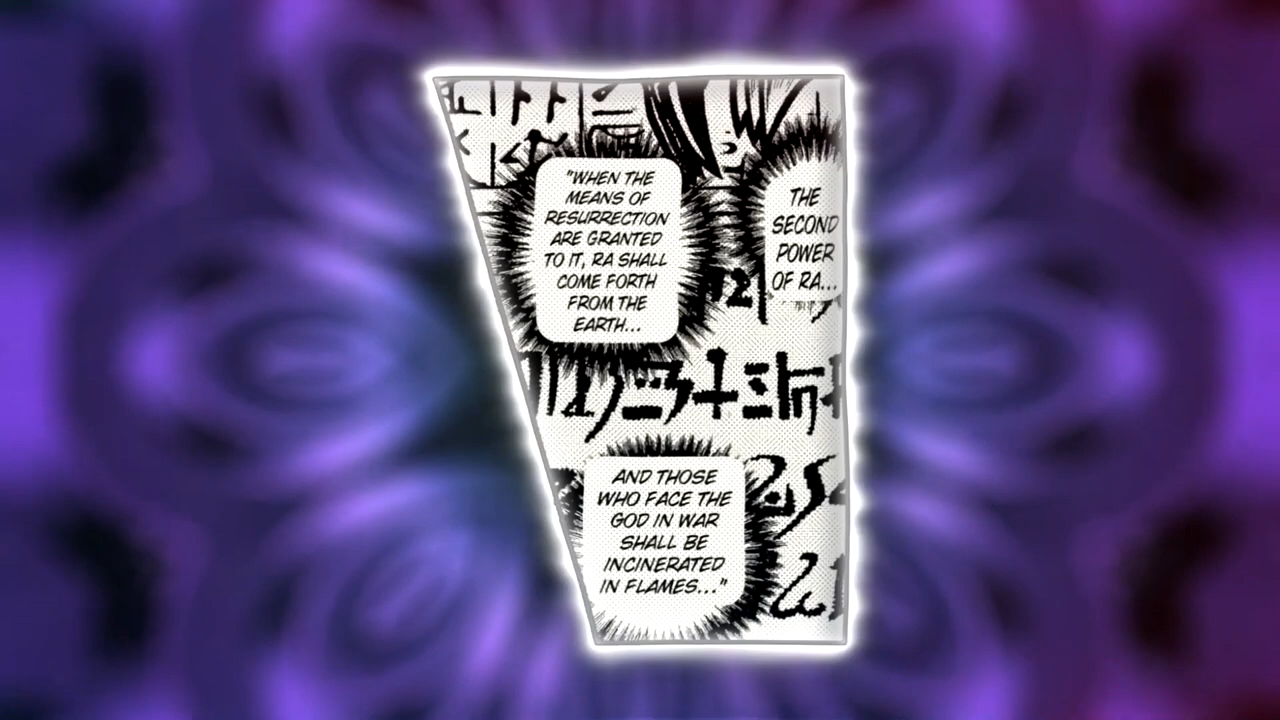 THE
SECOND
POWER
OF RA...
"WHEN THE
MEANS OF
RESURRECTION
ARE GRANTED
TO IT, RA SHALL
COME FORTH
FROM THE
EARTH...
AND THOSE
WHO FACE THE
GOD IN WAR
SHALL BE
INCINERATED
IN FLAMES..."